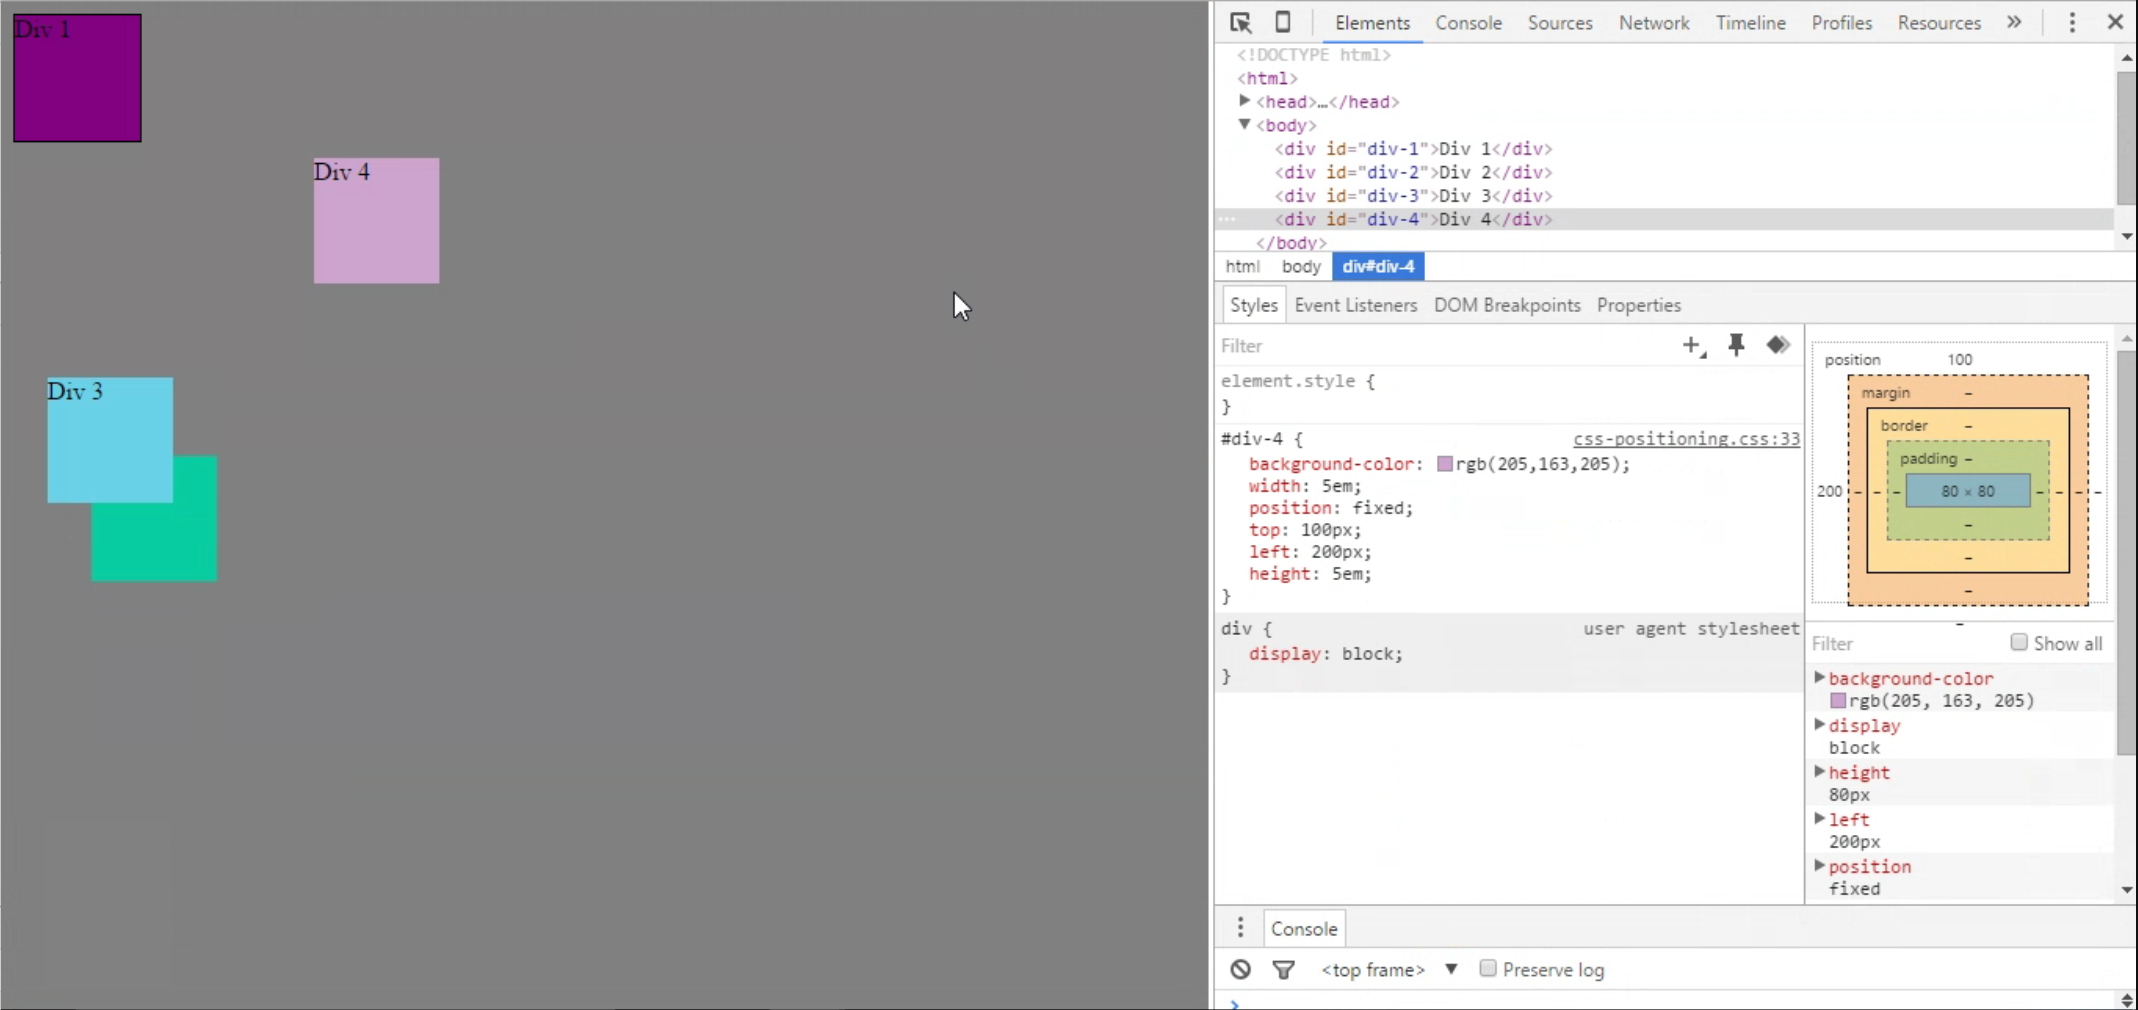 Div 1
Div 4
Div 3
Elements Console Sources Network Timeline Profiles Resources »
<!DOCTYPE html>
<html>
<head>…</head>
<body>
<div id="div-1">Div 1</div>
<div id="div-2">Div 2</div>
<div id="div-3">Div 3</div>
<div id="div-4">Div 4</div>
</body>
html body div#div-4
Styles Event Listeners DOM Breakpoints Properties
Filter
element.style {
}
#div-4 { css-positioning.css:33
background-color: rgb(205,163,205);
width: 5em;
position: fixed;
top: 100px;
left: 200px;
height: 5em;
}
div { user agent stylesheet
display: block;
}
position 100
margin –
border –
padding –
200 – – – 80 × 80 – – –
–
–
–
–
Filter Show all
background-color
rgb(205, 163, 205)
display
block
height
80px
left
200px
position
fixed
Console
<top frame> ▼ Preserve log